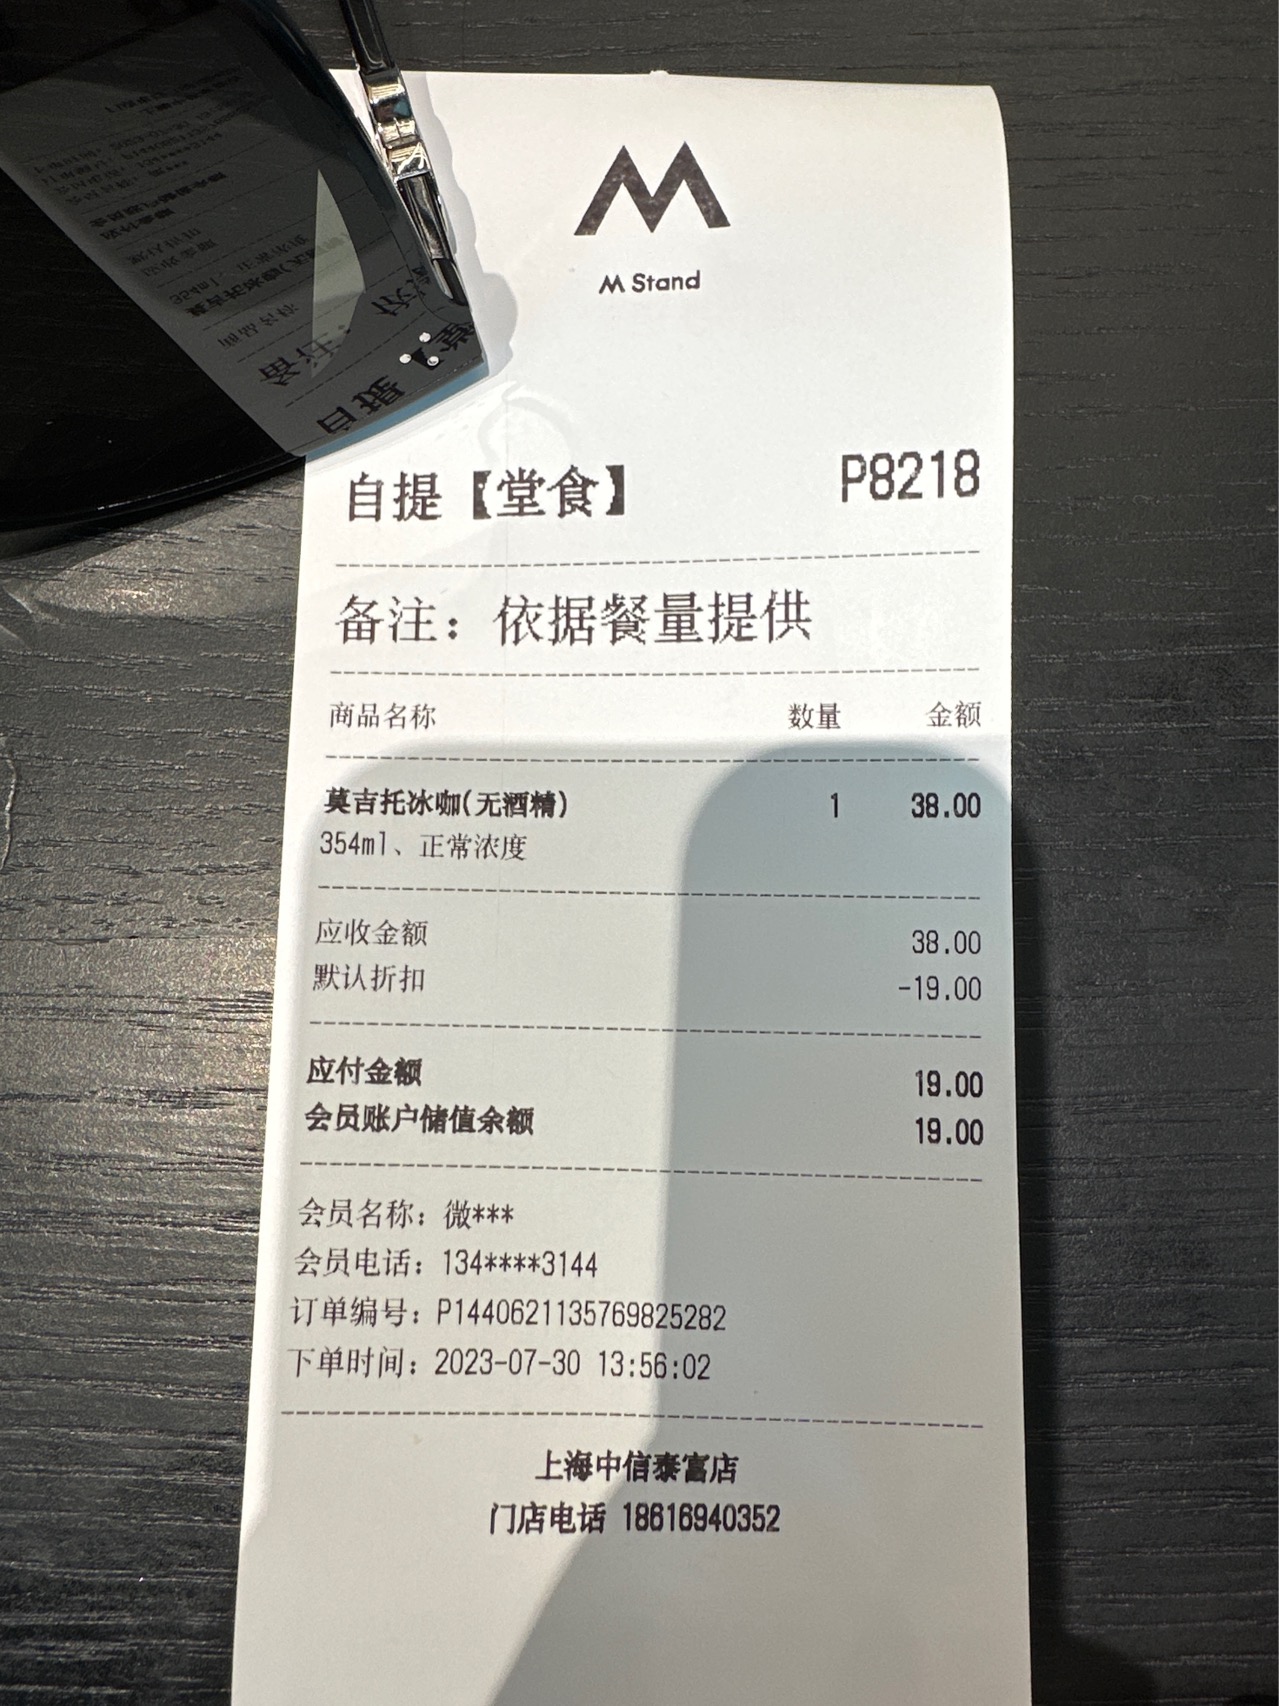 M Stand
自提【堂食】 P8218
备注：依据餐量提供
商品名称 数量 金额
莫吉托冰咖(无酒精) 1 38.00
354ml、正常浓度
应收金额 38.00
默认折扣 -19.00
应付金额 19.00
会员账户储值余额 19.00
会员名称：微***
会员电话：134****3144
订单编号：P1440621135769825282
下单时间：2023-07-30 13:56:02
上海中信泰富店
门店电话 18616940352